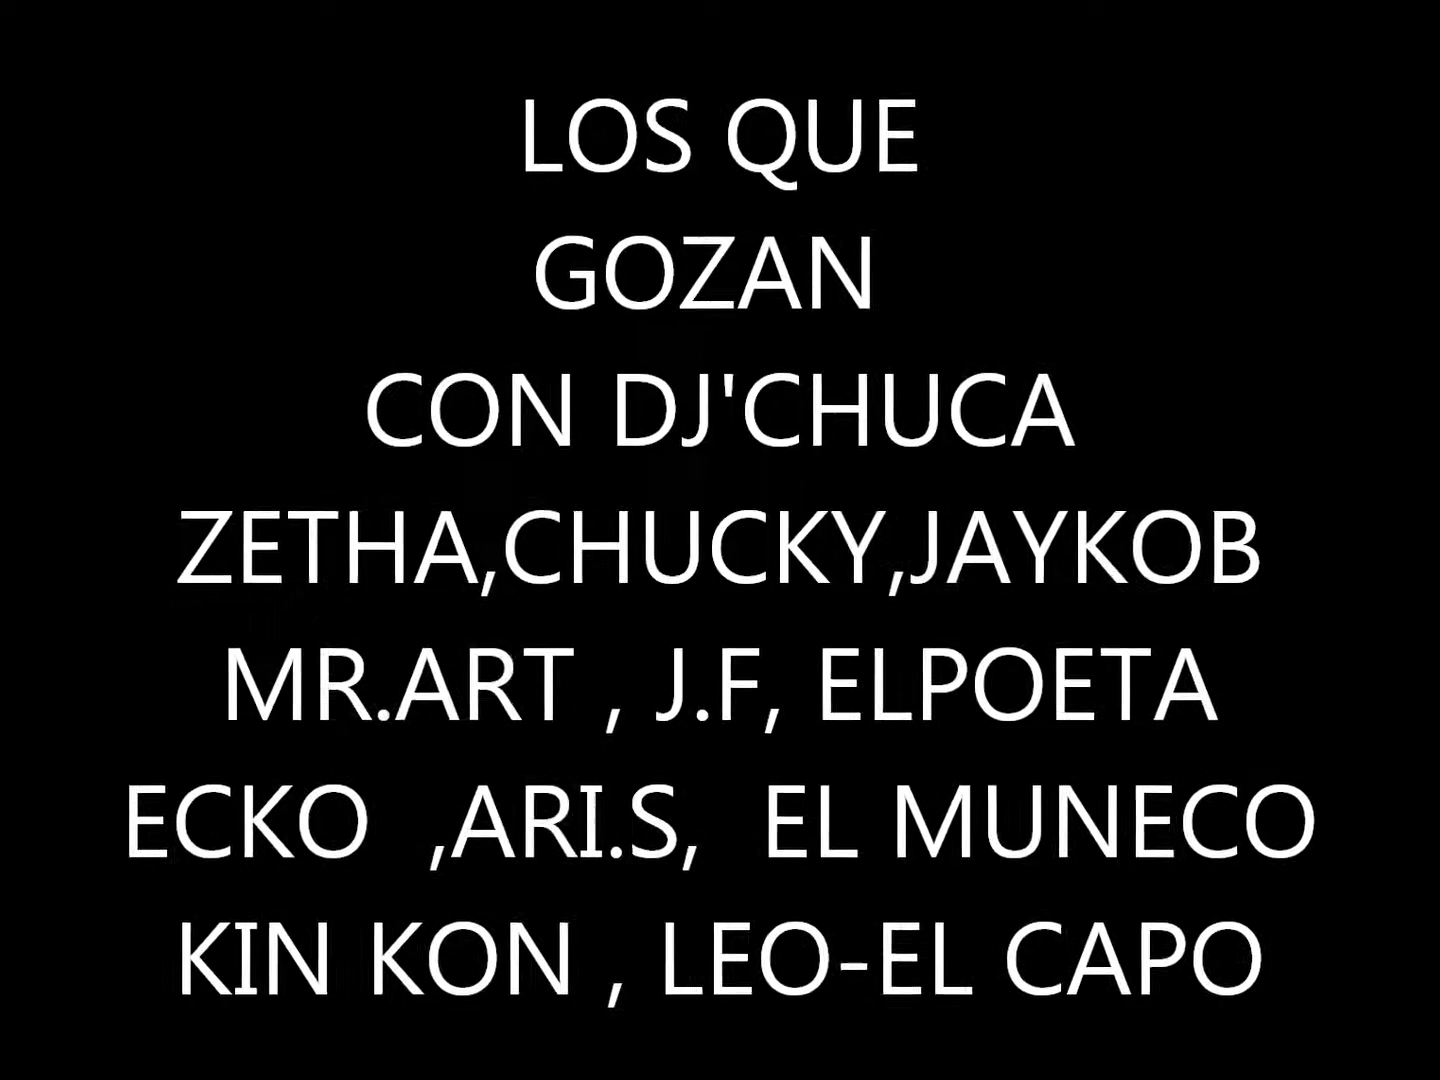 LOS QUE
GOZAN
CON DJ'CHUCA
ZETHA,CHUCKY,JAYKOB
MR.ART , J.F, ELPOETA
ECKO  ,ARI.S,  EL MUNECO
KIN KON , LEO-EL CAPO